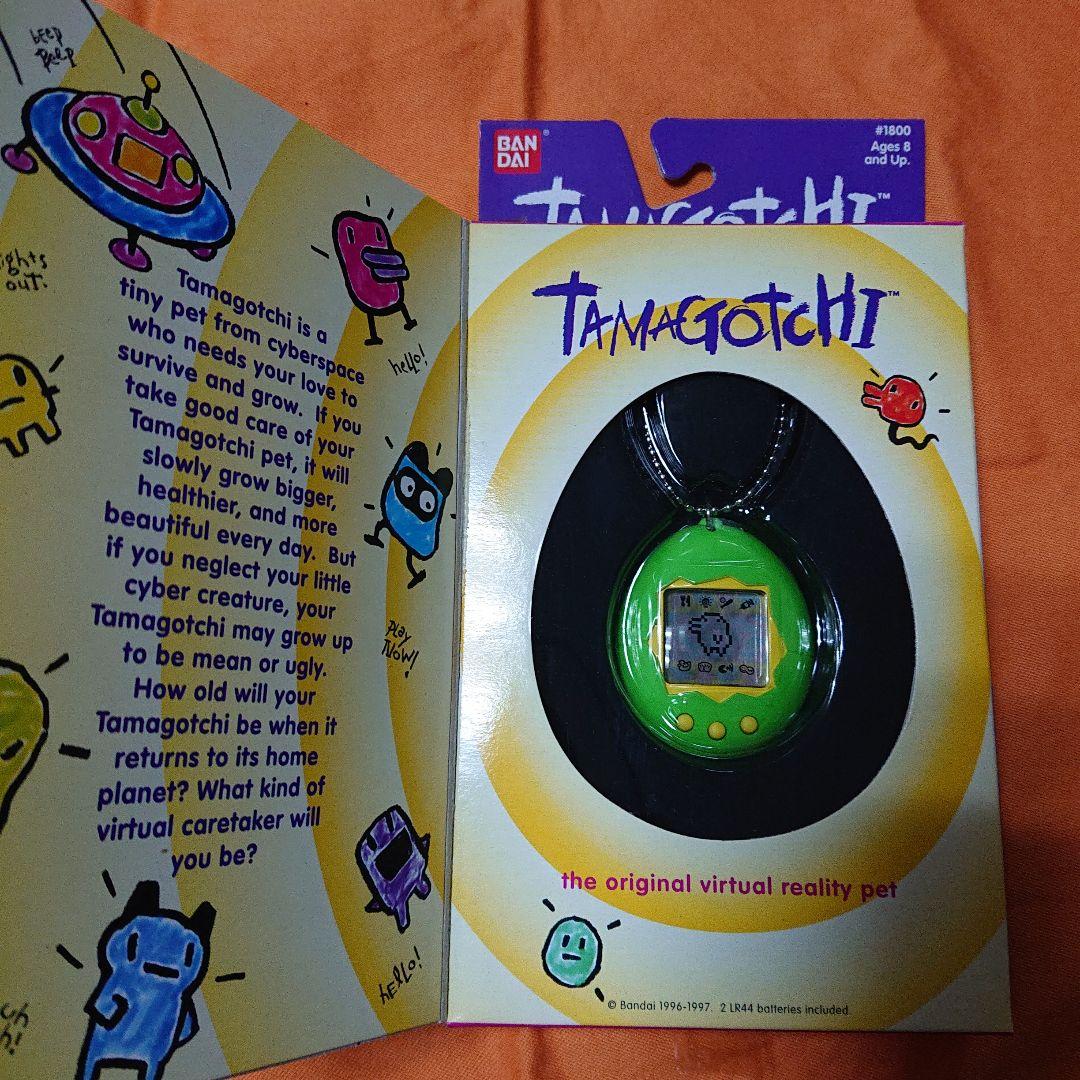 beep
Beep
ights
out.
Tamagotchi is a
tiny pet from cyberspace
who needs your love to
survive and grow. If you
take good care of your
Tamagotchi pet, it will
slowly grow bigger,
healthier, and more
beautiful every day. But
if you neglect your little
cyber creature, your
Tamagotchi may grow up
to be mean or ugly.
How old will your
Tamagotchi be when it
returns to its home
planet? What kind of
virtual caretaker will
you be?
hello!
Play
Now!
hello!
BAN
DAI
®
#1800
Ages 8
and Up.
TAMAGOTCHI™
TAMAGOTCHI™
the original virtual reality pet
© Bandai 1996-1997. 2 LR44 batteries included.